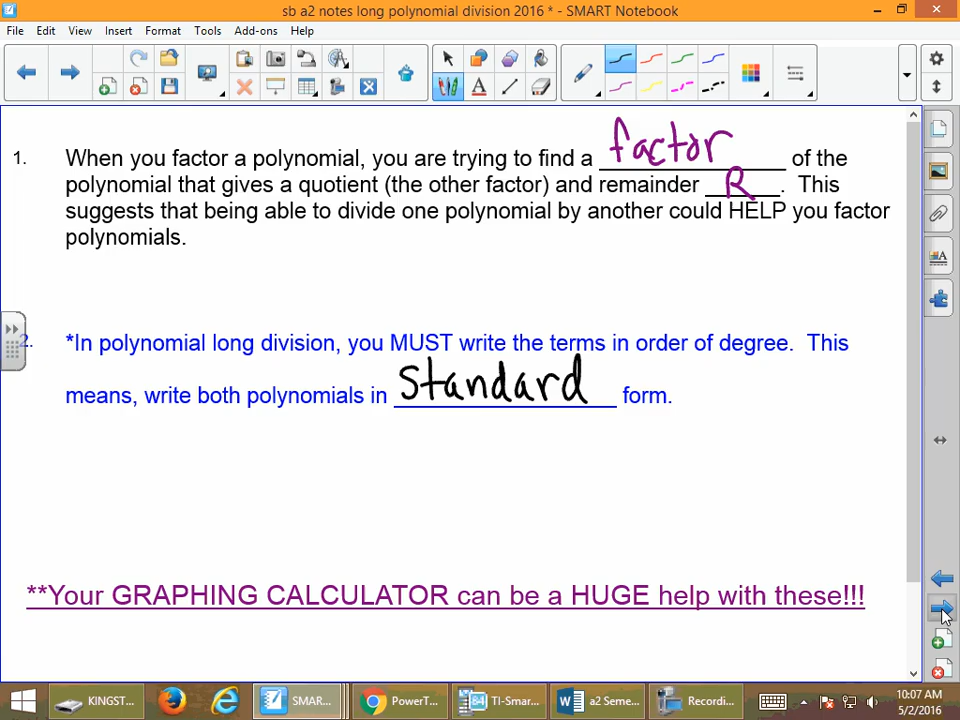 sb a2 notes long polynomial division 2016 * - SMART Notebook
File Edit View Insert Format Tools Add-ons Help
1. When you factor a polynomial, you are trying to find a factor of the
polynomial that gives a quotient (the other factor) and remainder R. This
suggests that being able to divide one polynomial by another could HELP you factor
polynomials.
2. *In polynomial long division, you MUST write the terms in order of degree. This
means, write both polynomials in Standard form.
**Your GRAPHING CALCULATOR can be a HUGE help with these!!!
KINGST... SMAR... PowerT... TI-Smar... a2 Seme... Recordi... 10:07 AM
5/2/2016